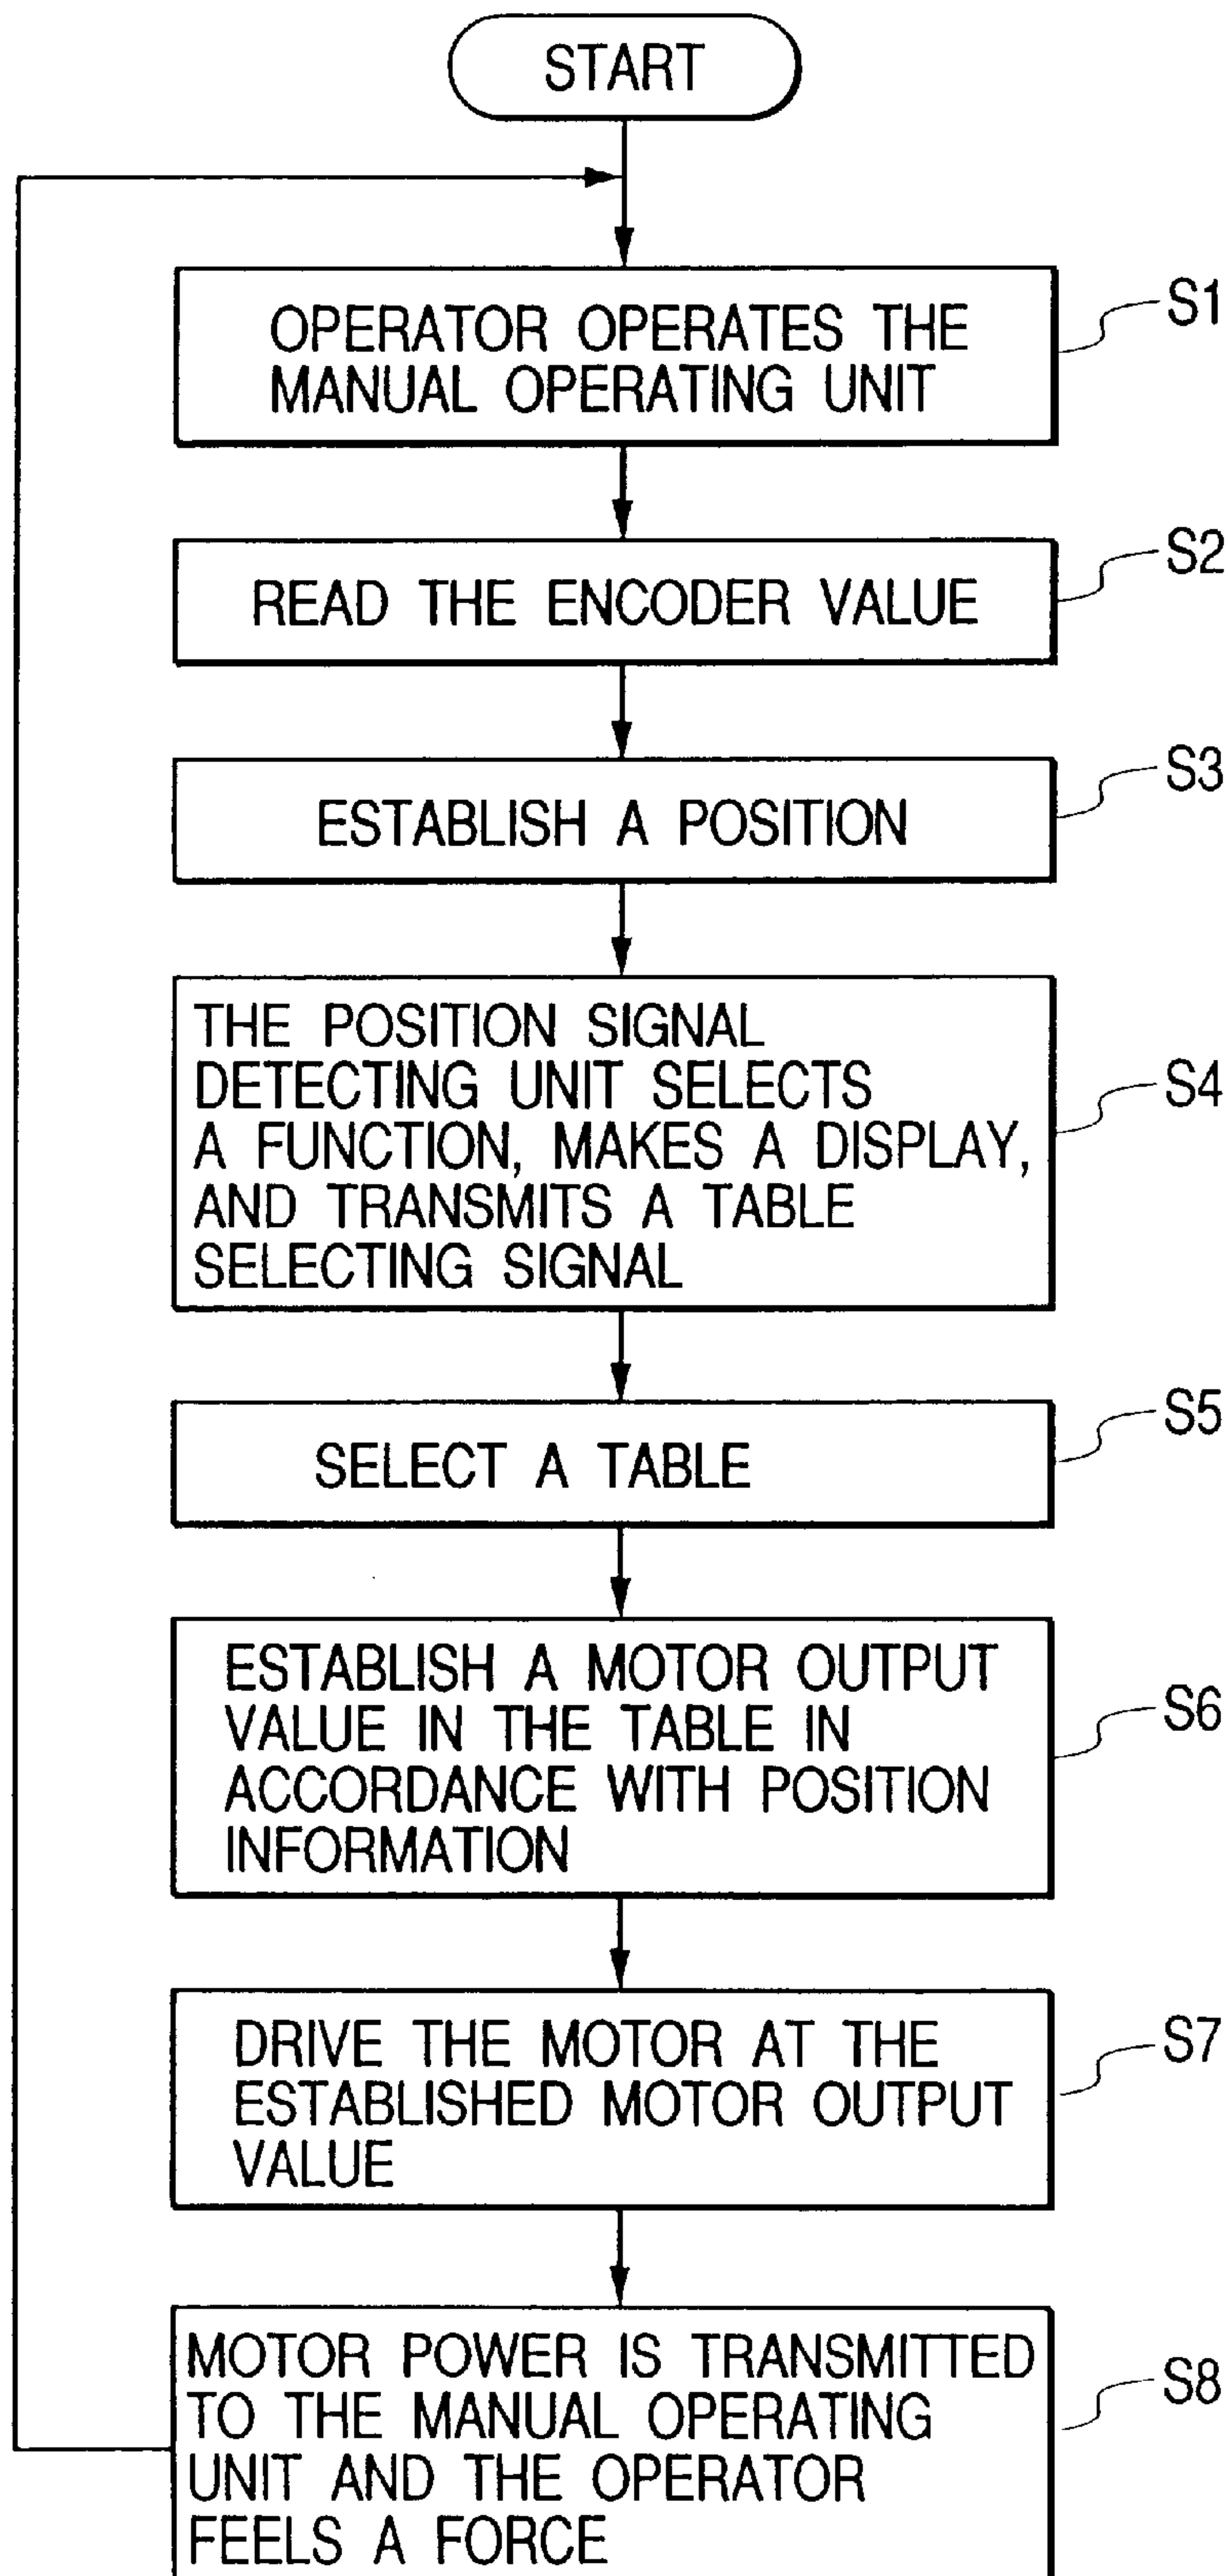 START
OPERATOR OPERATES THE
MANUAL OPERATING UNIT
S1
READ THE ENCODER VALUE
S2
ESTABLISH A POSITION
S3
THE POSITION SIGNAL
DETECTING UNIT SELECTS
A FUNCTION, MAKES A DISPLAY,
AND TRANSMITS A TABLE
SELECTING SIGNAL
S4
SELECT A TABLE
S5
ESTABLISH A MOTOR OUTPUT
VALUE IN THE TABLE IN
ACCORDANCE WITH POSITION
INFORMATION
S6
DRIVE THE MOTOR AT THE
ESTABLISHED MOTOR OUTPUT
VALUE
S7
MOTOR POWER IS TRANSMITTED
TO THE MANUAL OPERATING
UNIT AND THE OPERATOR
FEELS A FORCE
S8